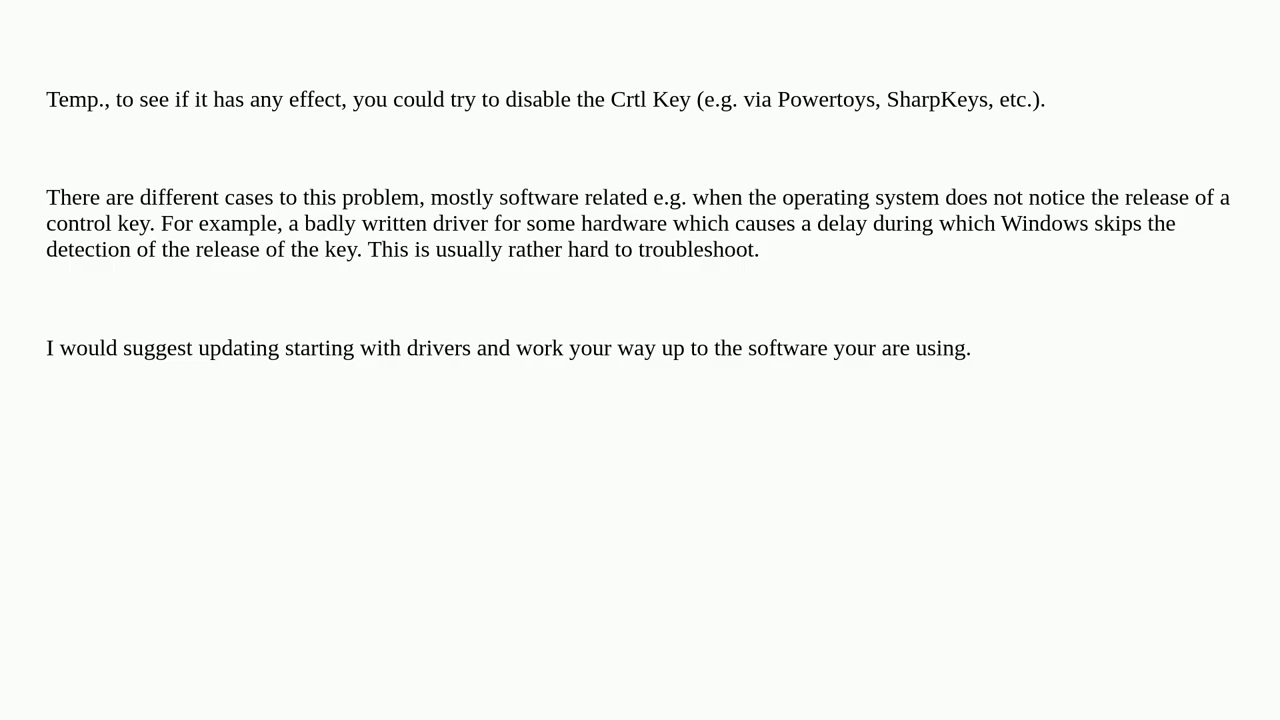 Temp., to see if it has any effect, you could try to disable the Crtl Key (e.g. via Powertoys, SharpKeys, etc.).
There are different cases to this problem, mostly software related e.g. when the operating system does not notice the release of a
control key. For example, a badly written driver for some hardware which causes a delay during which Windows skips the
detection of the release of the key. This is usually rather hard to troubleshoot.
I would suggest updating starting with drivers and work your way up to the software your are using.